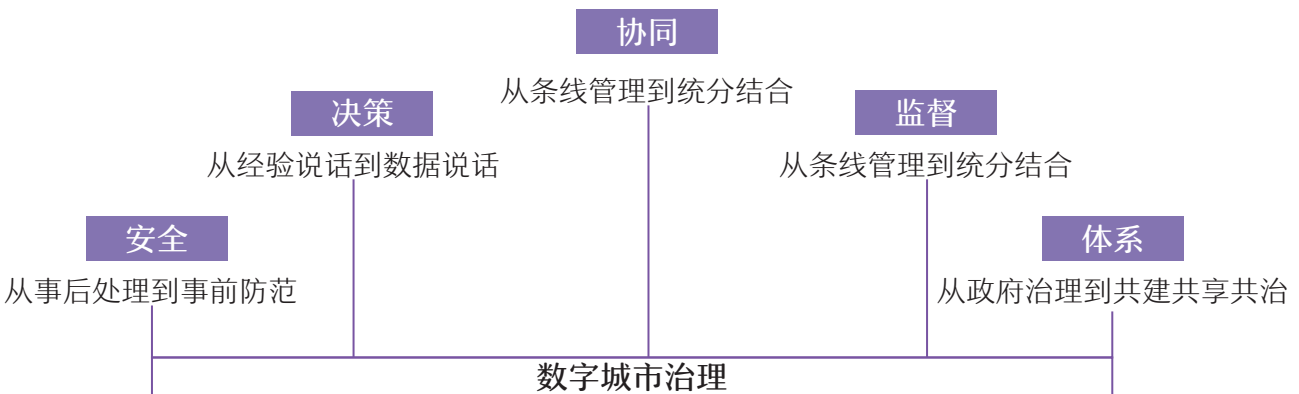 协同
从条线管理到统分结合
决策
从经验说话到数据说话
监督
从条线管理到统分结合
安全
从事后处理到事前防范
体系
从政府治理到共建共享共治
数字城市治理